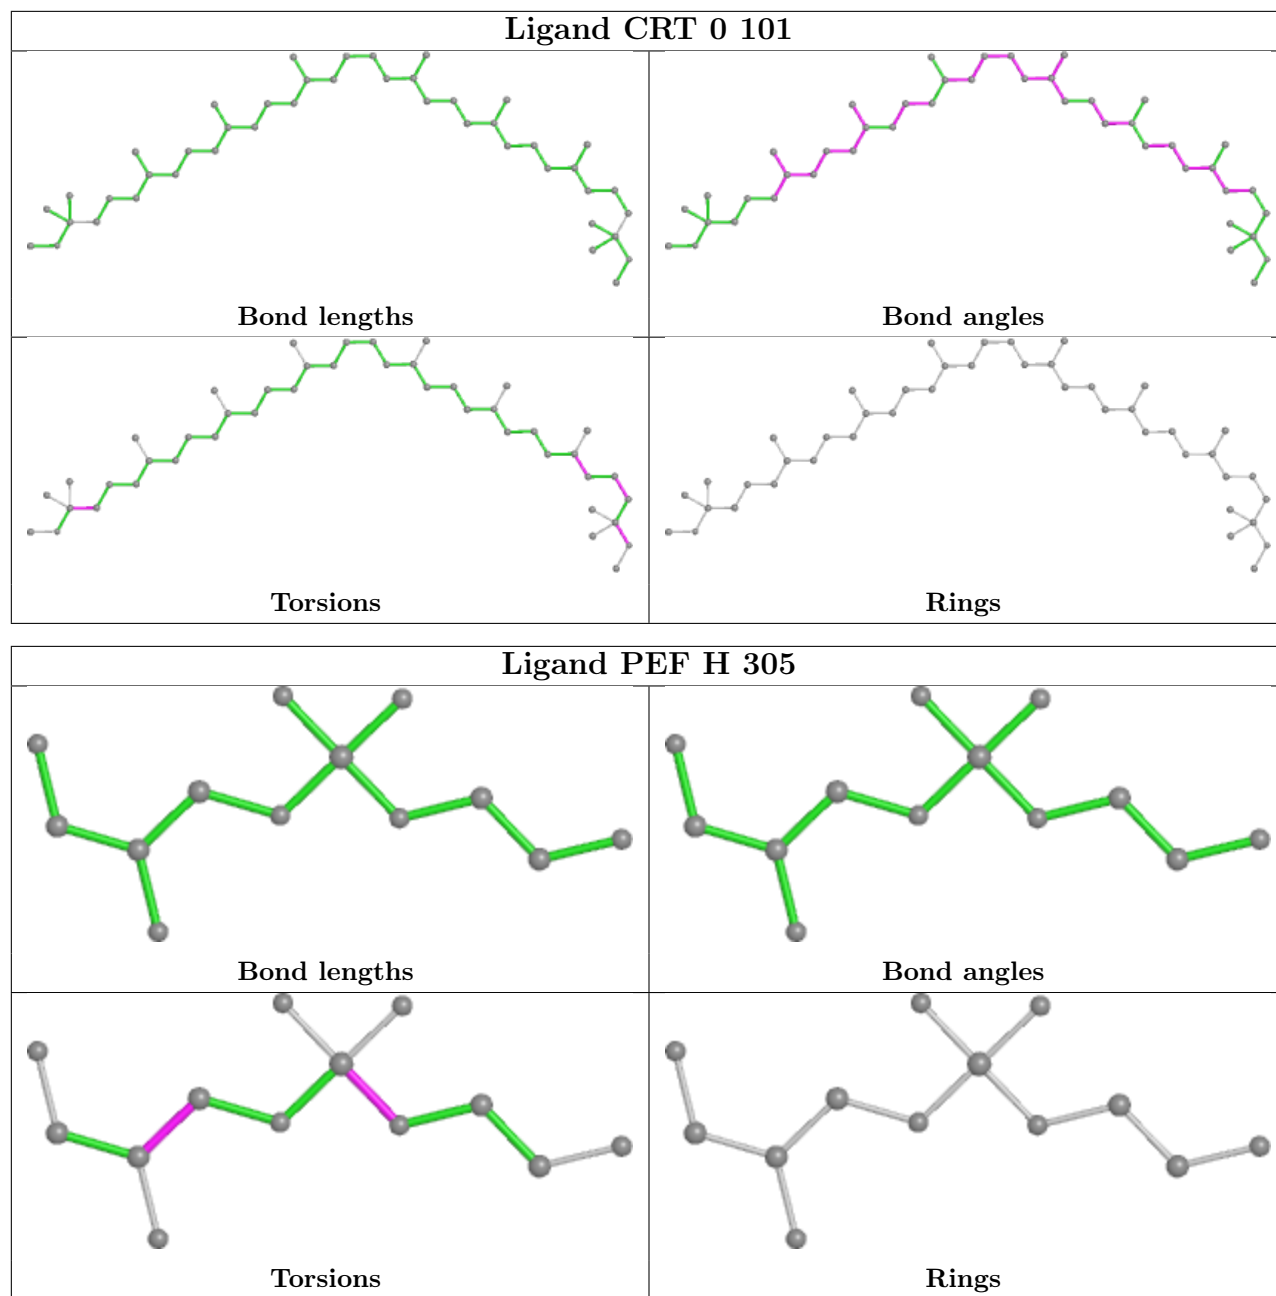 Ligand CRT 0 101
Bond lengths
Bond angles
Torsions
Rings
Ligand PEF H 305
Bond lengths
Bond angles
Torsions
Rings